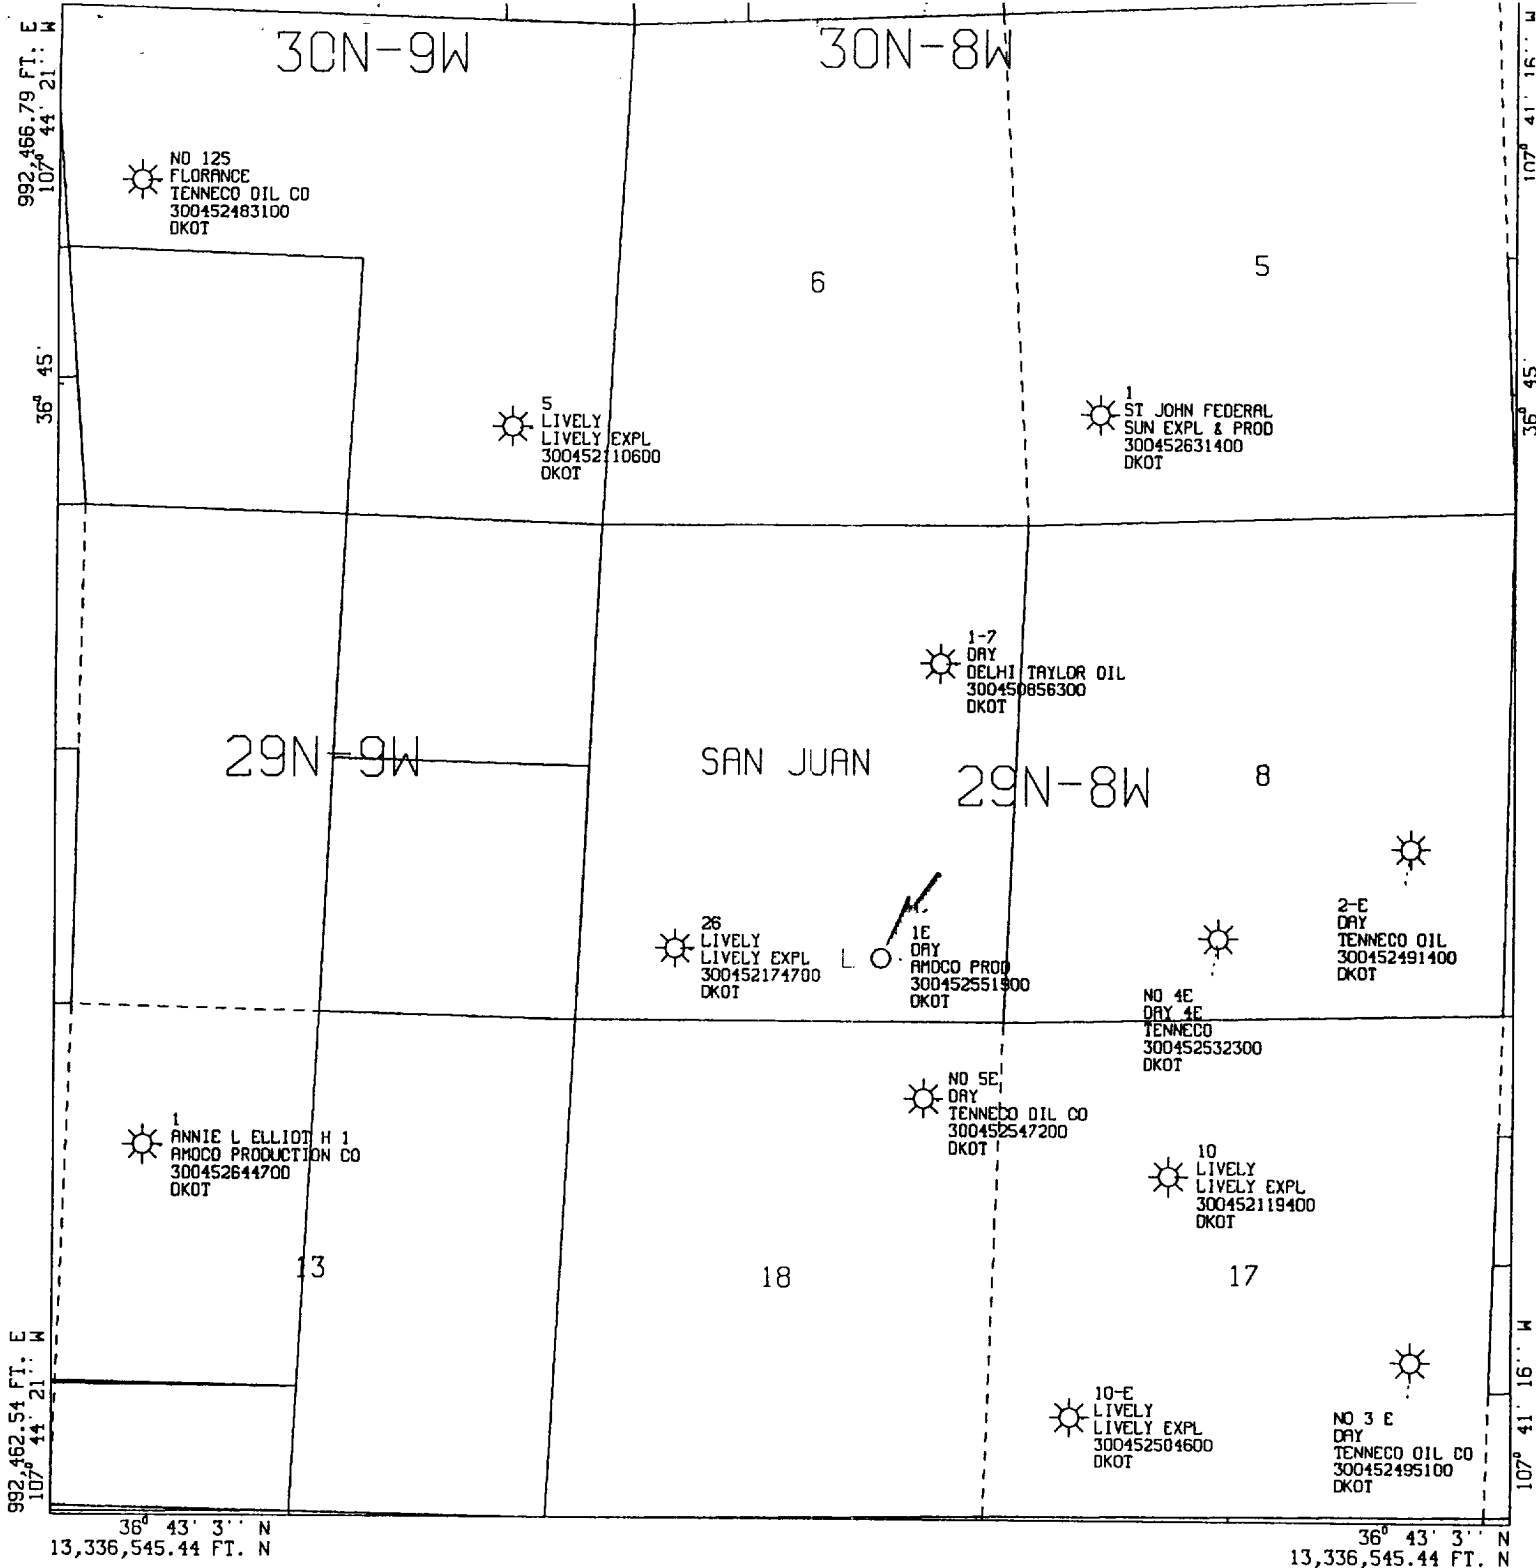 30N-9W
30N-8W
992,466.79 FT. E
107° 44' 21'' W
107° 41' 16'' W
NO 125
FLORANCE
TENNECO OIL CO
300452483100
DKOT
6
5
36° 45'
36° 45'
5
LIVELY
LIVELY EXPL
300452110600
DKOT
1
ST JOHN FEDERAL
SUN EXPL & PROD
300452631400
DKOT
1-7
DAY
DELHI TAYLOR OIL
300450856300
DKOT
29N-9W
SAN JUAN
29N-8W
8
26
LIVELY
LIVELY EXPL
300452174700
DKOT
L
1E
DAY
AMOCO PROD
300452551900
DKOT
2-E
DAY
TENNECO OIL
300452491400
DKOT
NO 4E
DAY 4E
TENNECO
300452532300
DKOT
NO 5E
DAY
TENNECO OIL CO
300452547200
DKOT
1
ANNIE L ELLIOT H 1
AMOCO PRODUCTION CO
300452644700
DKOT
10
LIVELY
LIVELY EXPL
300452119400
DKOT
13
18
17
10-E
LIVELY
LIVELY EXPL
300452504600
DKOT
NO 3 E
DAY
TENNECO OIL CO
300452495100
DKOT
992,462.54 FT. E
107° 44' 21'' W
107° 41' 16'' W
36° 43' 3'' N
13,336,545.44 FT. N
36° 43' 3'' N
13,336,545.44 FT. N